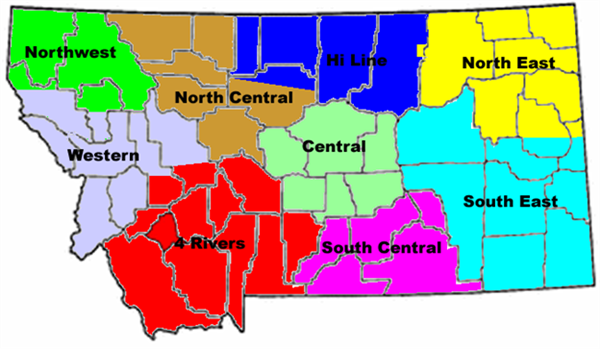 Northwest
Hi Line
North East
North Central
Central
Western
South East
4 Rivers
South Central